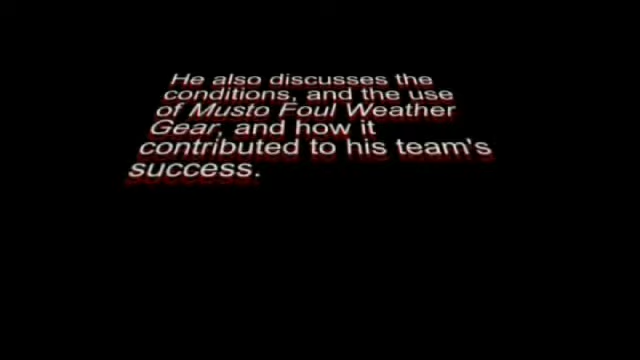 He also discusses the
conditions, and the use
of Musto Foul Weather
Gear, and how it
contributed to his team's
success.